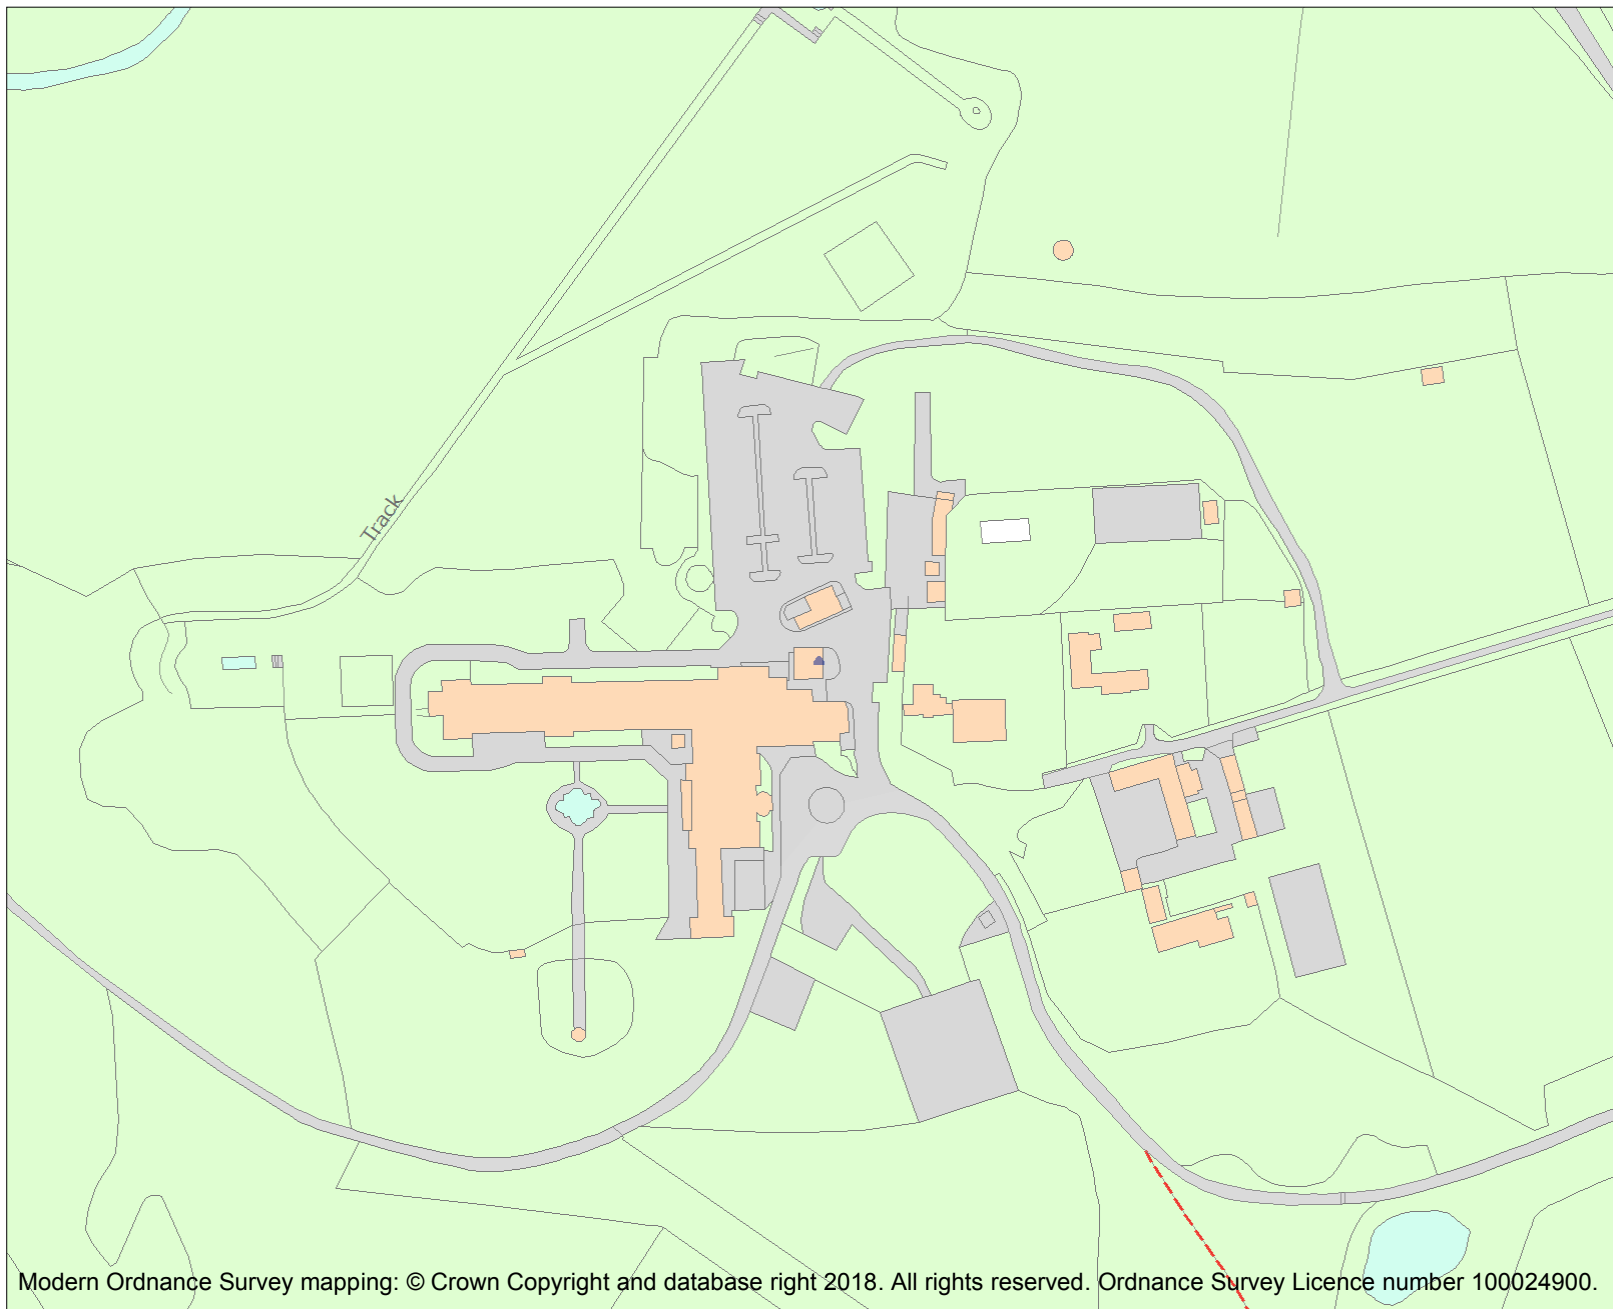 Track
Modern Ordnance Survey mapping: © Crown Copyright and database right 2018. All rights reserved. Ordnance Survey Licence number 100024900.